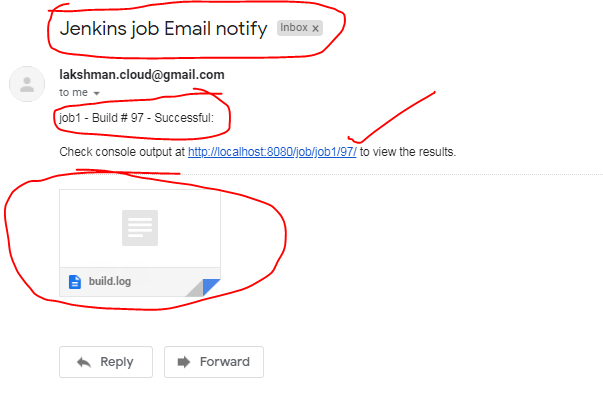 Jenkins job Email notify Inbox x
lakshman.cloud@gmail.com
to me
job1 - Build # 97 - Successful:
Check console output at http://localhost:8080/job/job1/97/ to view the results.
build.log
Reply Forward